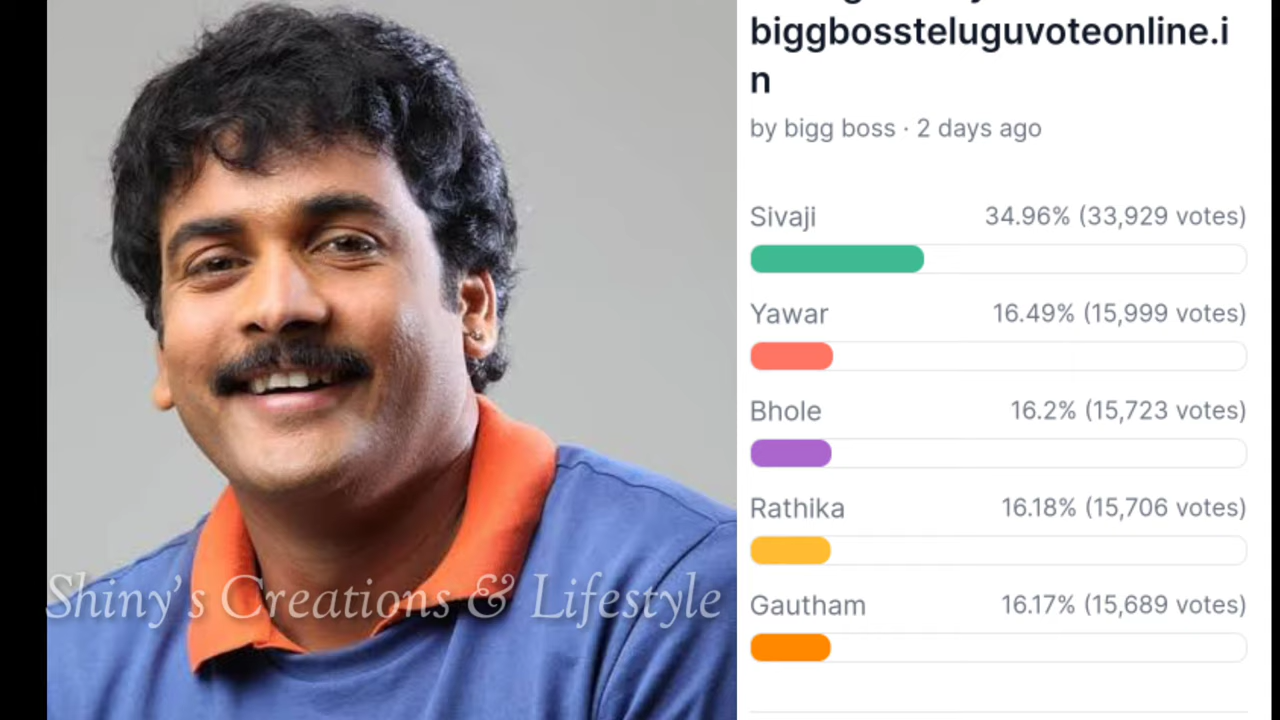 biggbossteluguvoteonline.i
n
by bigg boss · 2 days ago
Sivaji 34.96% (33,929 votes)
Yawar 16.49% (15,999 votes)
Bhole 16.2% (15,723 votes)
Rathika 16.18% (15,706 votes)
Gautham 16.17% (15,689 votes)
Shiny's Creations & Lifestyle